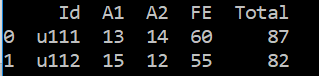 Id A1 A2 FE Total
0 u111 13 14 60 87
1 u112 15 12 55 82